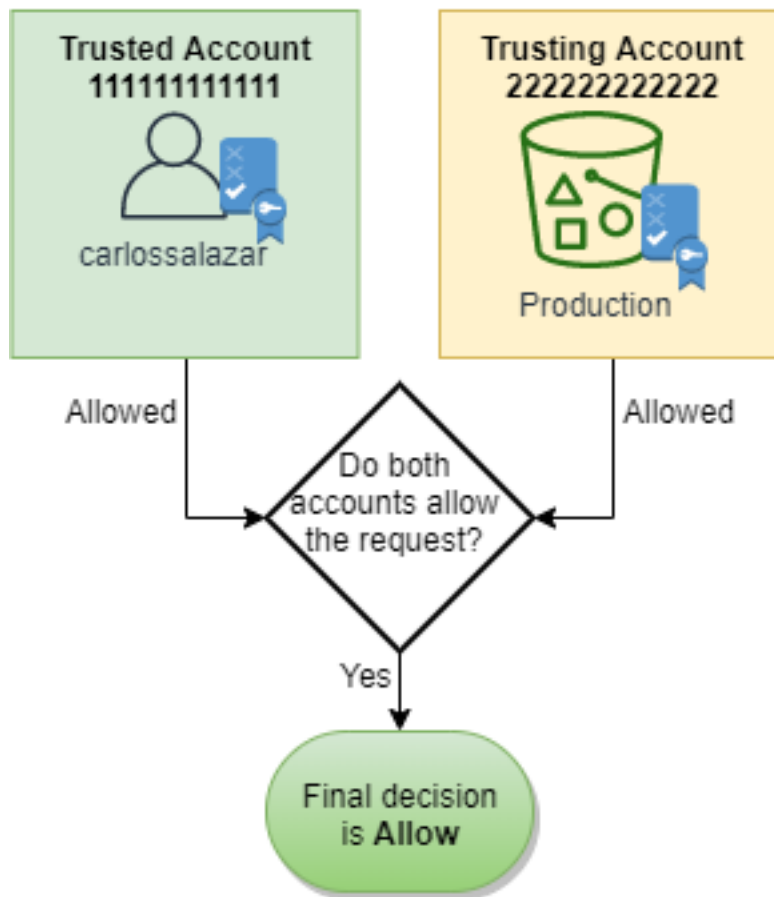 Trusted Account
111111111111
carlossalazar
Trusting Account
222222222222
Production
Allowed
Allowed
Do both
accounts allow
the request?
Yes
Final decision
is Allow